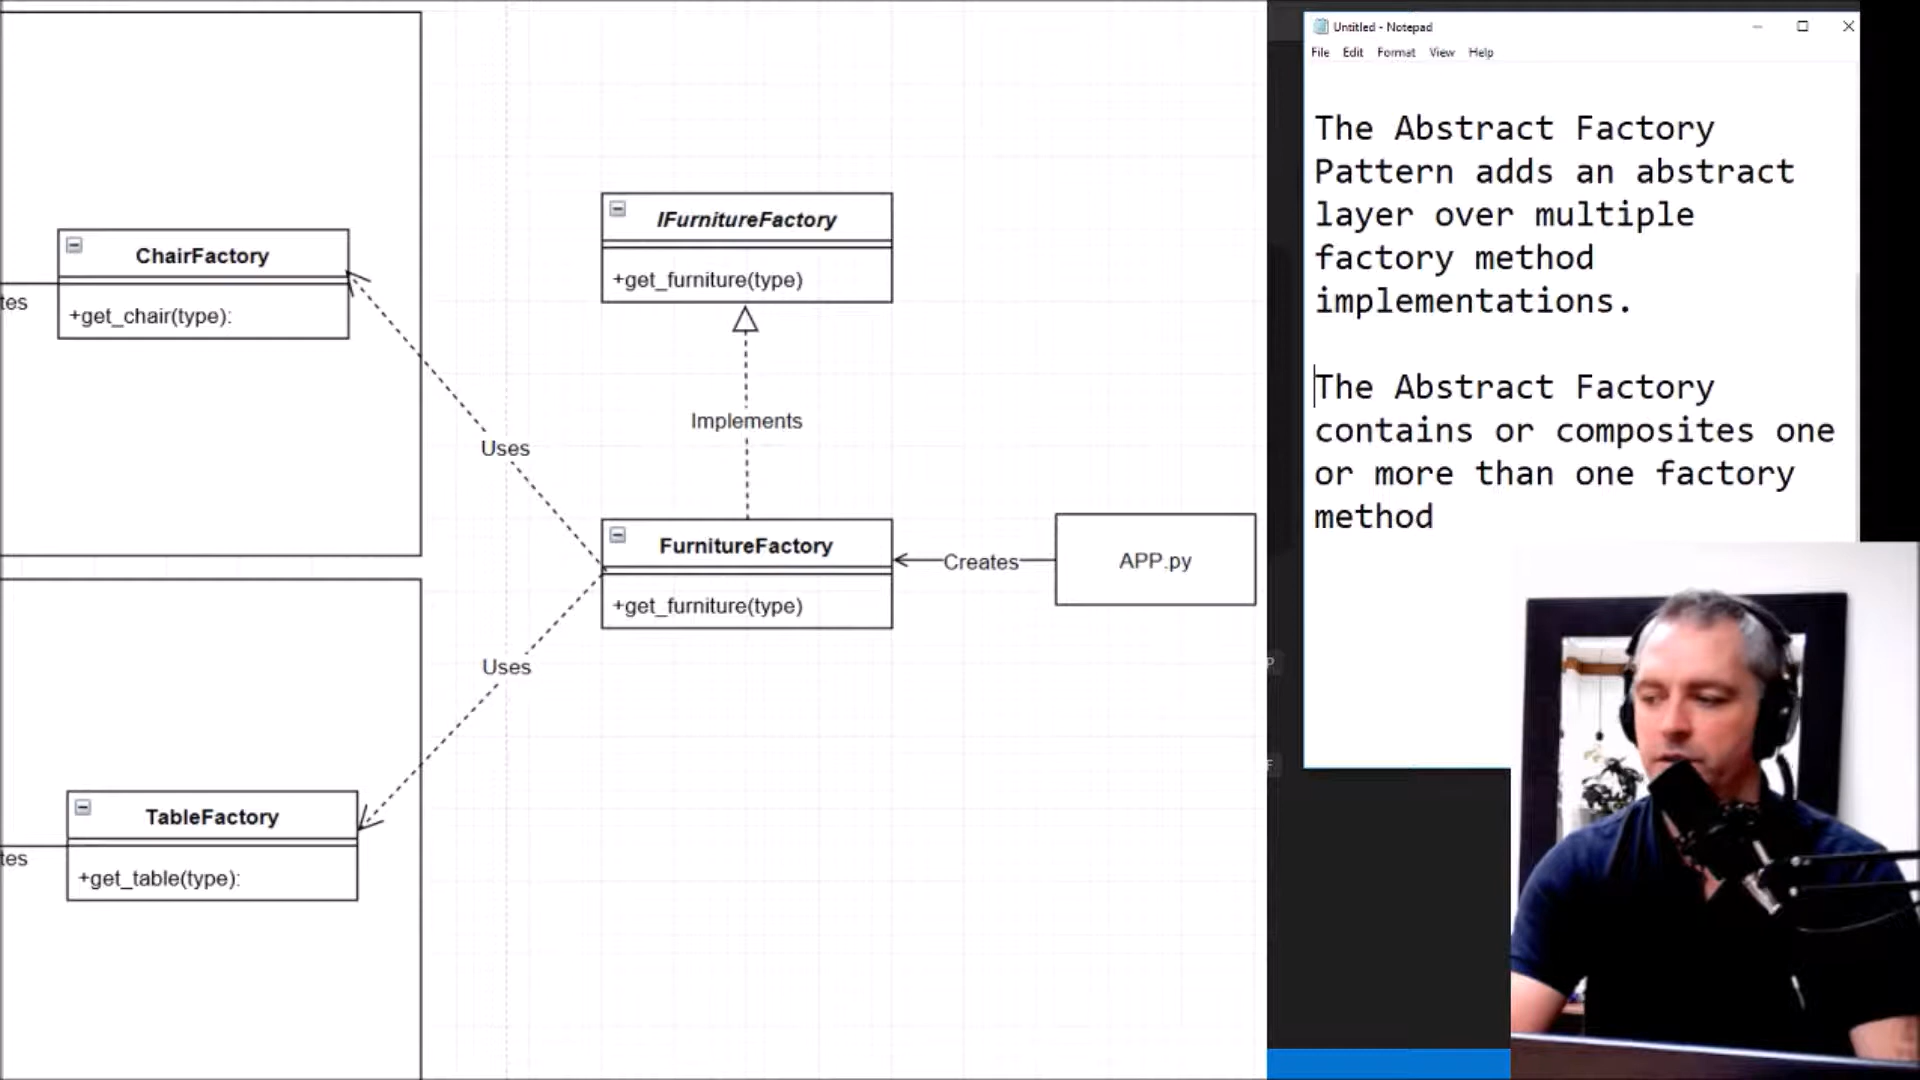 ChairFactory
+get_chair(type):
tes
IFurnitureFactory
+get_furniture(type)
Implements
Uses
FurnitureFactory
+get_furniture(type)
Creates
APP.py
Uses
TableFactory
+get_table(type):
tes
Untitled - Notepad
File Edit Format View Help
The Abstract Factory
Pattern adds an abstract
layer over multiple
factory method
implementations.
The Abstract Factory
contains or composites one
or more than one factory
method
P
F